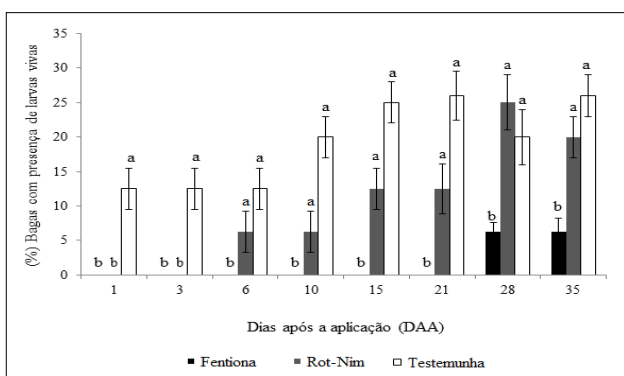 (%) Bagas com presença de larvas vivas
35
30
25
20
15
10
5
0
b b a
b b a
b a a
b a a
b a a
b a a
b a a
b a a
1 3 6 10 15 21 28 35
Dias após a aplicação (DAA)
Fentiona Rot-Nim Testemunha